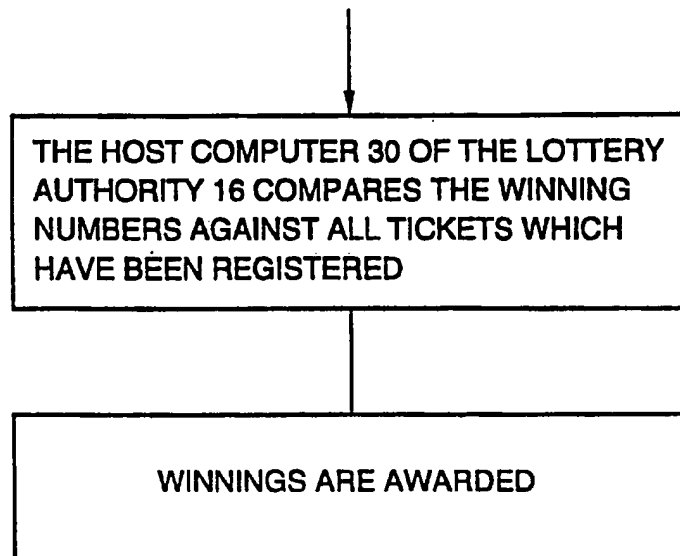 THE HOST COMPUTER 30 OF THE LOTTERY
AUTHORITY 16 COMPARES THE WINNING
NUMBERS AGAINST ALL TICKETS WHICH
HAVE BEEN REGISTERED
WINNINGS ARE AWARDED